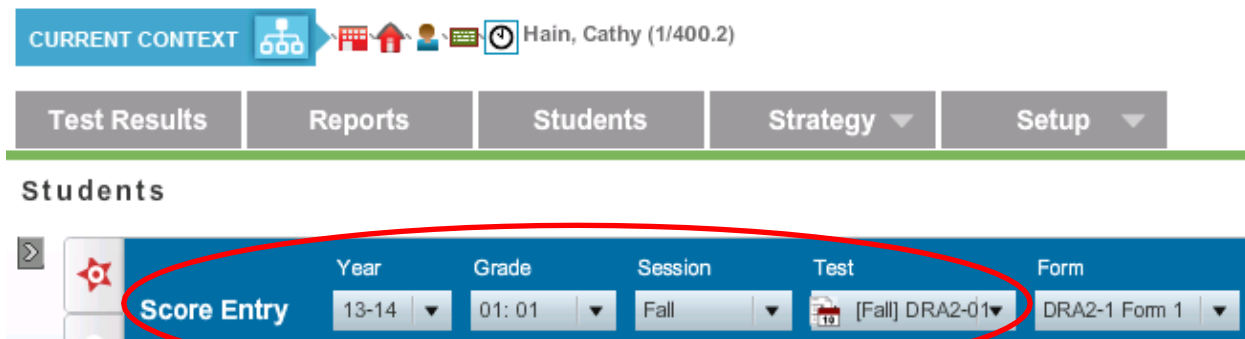 CURRENT CONTEXT Hain, Cathy (1/400.2)
Test Results Reports Students Strategy Setup
Students
Year Grade Session Test Form
Score Entry 13-14 01: 01 Fall 10 [Fall] DRA2-01 DRA2-1 Form 1